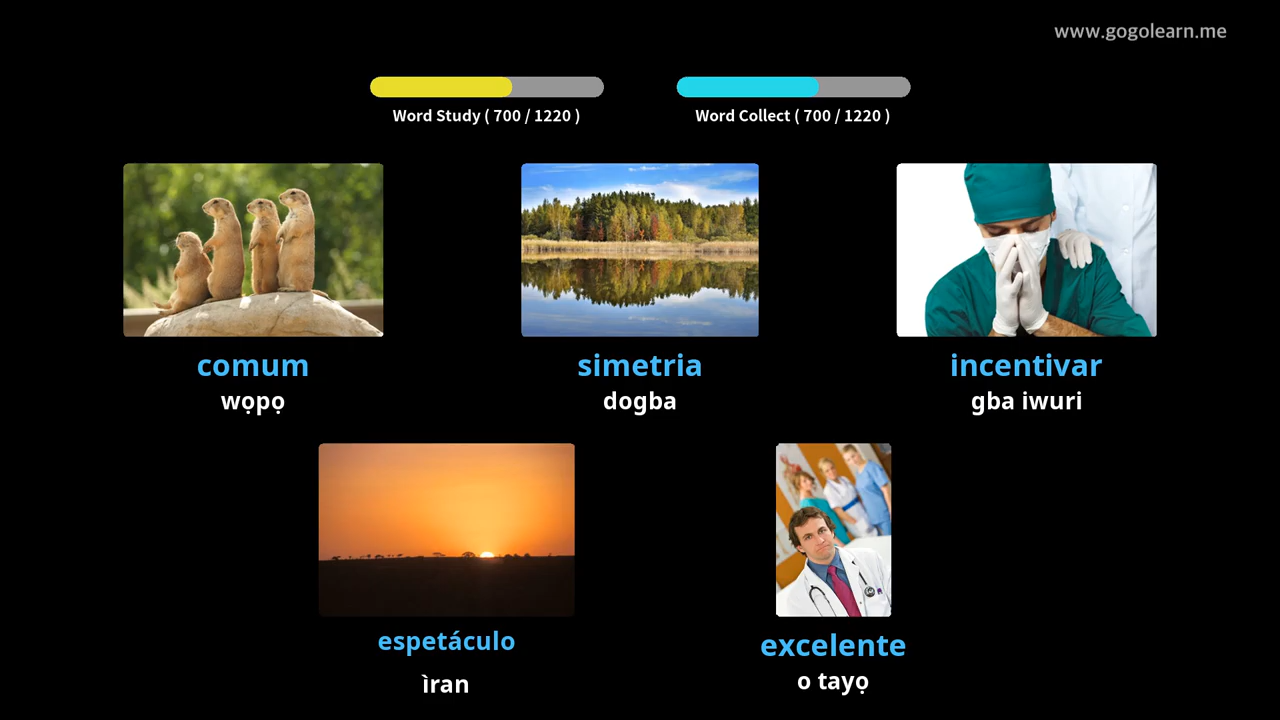 www.gogolearn.me
Word Study ( 700 / 1220 )
Word Collect ( 700 / 1220 )
comum
wọpọ
simetria
dogba
incentivar
gba iwuri
espetáculo
ìran
excelente
o tayọ